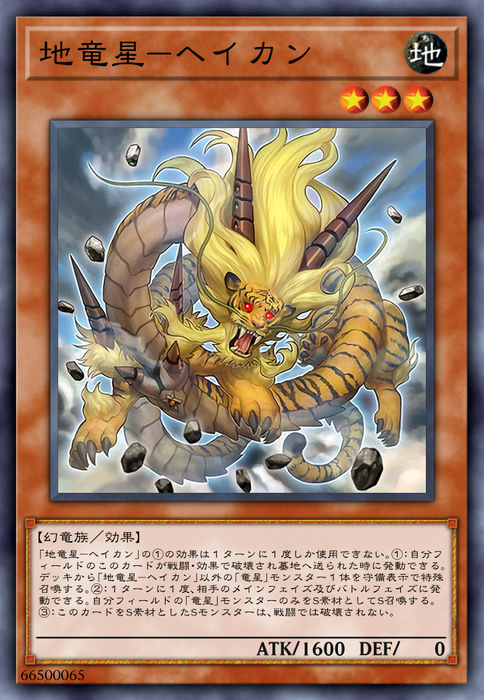 地竜星－ヘイカン
ち
地
【幻竜族／効果】
「地竜星－ヘイカン」の①の効果は１ターンに１度しか使用できない。①：自分フ
ィールドのこのカードが戦闘・効果で破壊され墓地へ送られた時に発動できる。
デッキから「地竜星－ヘイカン」以外の「竜星」モンスター１体を守備表示で特殊
召喚する。②：１ターンに１度、相手のメインフェイズ及びバトルフェイズに発
動できる。自分フィールドの「竜星」モンスターのみをS素材としてS召喚する。
③：このカードをS素材としたSモンスターは、戦闘では破壊されない。
ATK/1600 DEF/ 0
66500065